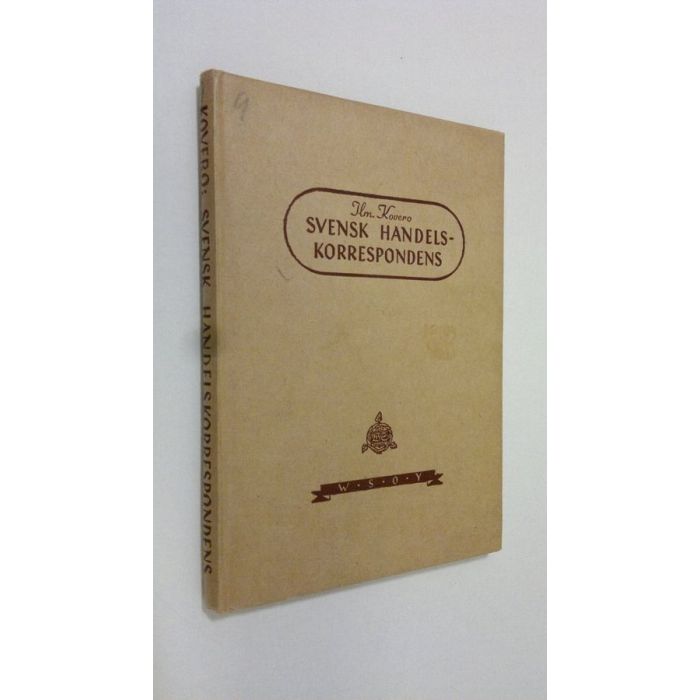 KOVERO: SVENSK HANDELSKORRESPONDENS
9
Ilm. Kovero
SVENSK HANDELS-
KORRESPONDENS
W·S·O·Y